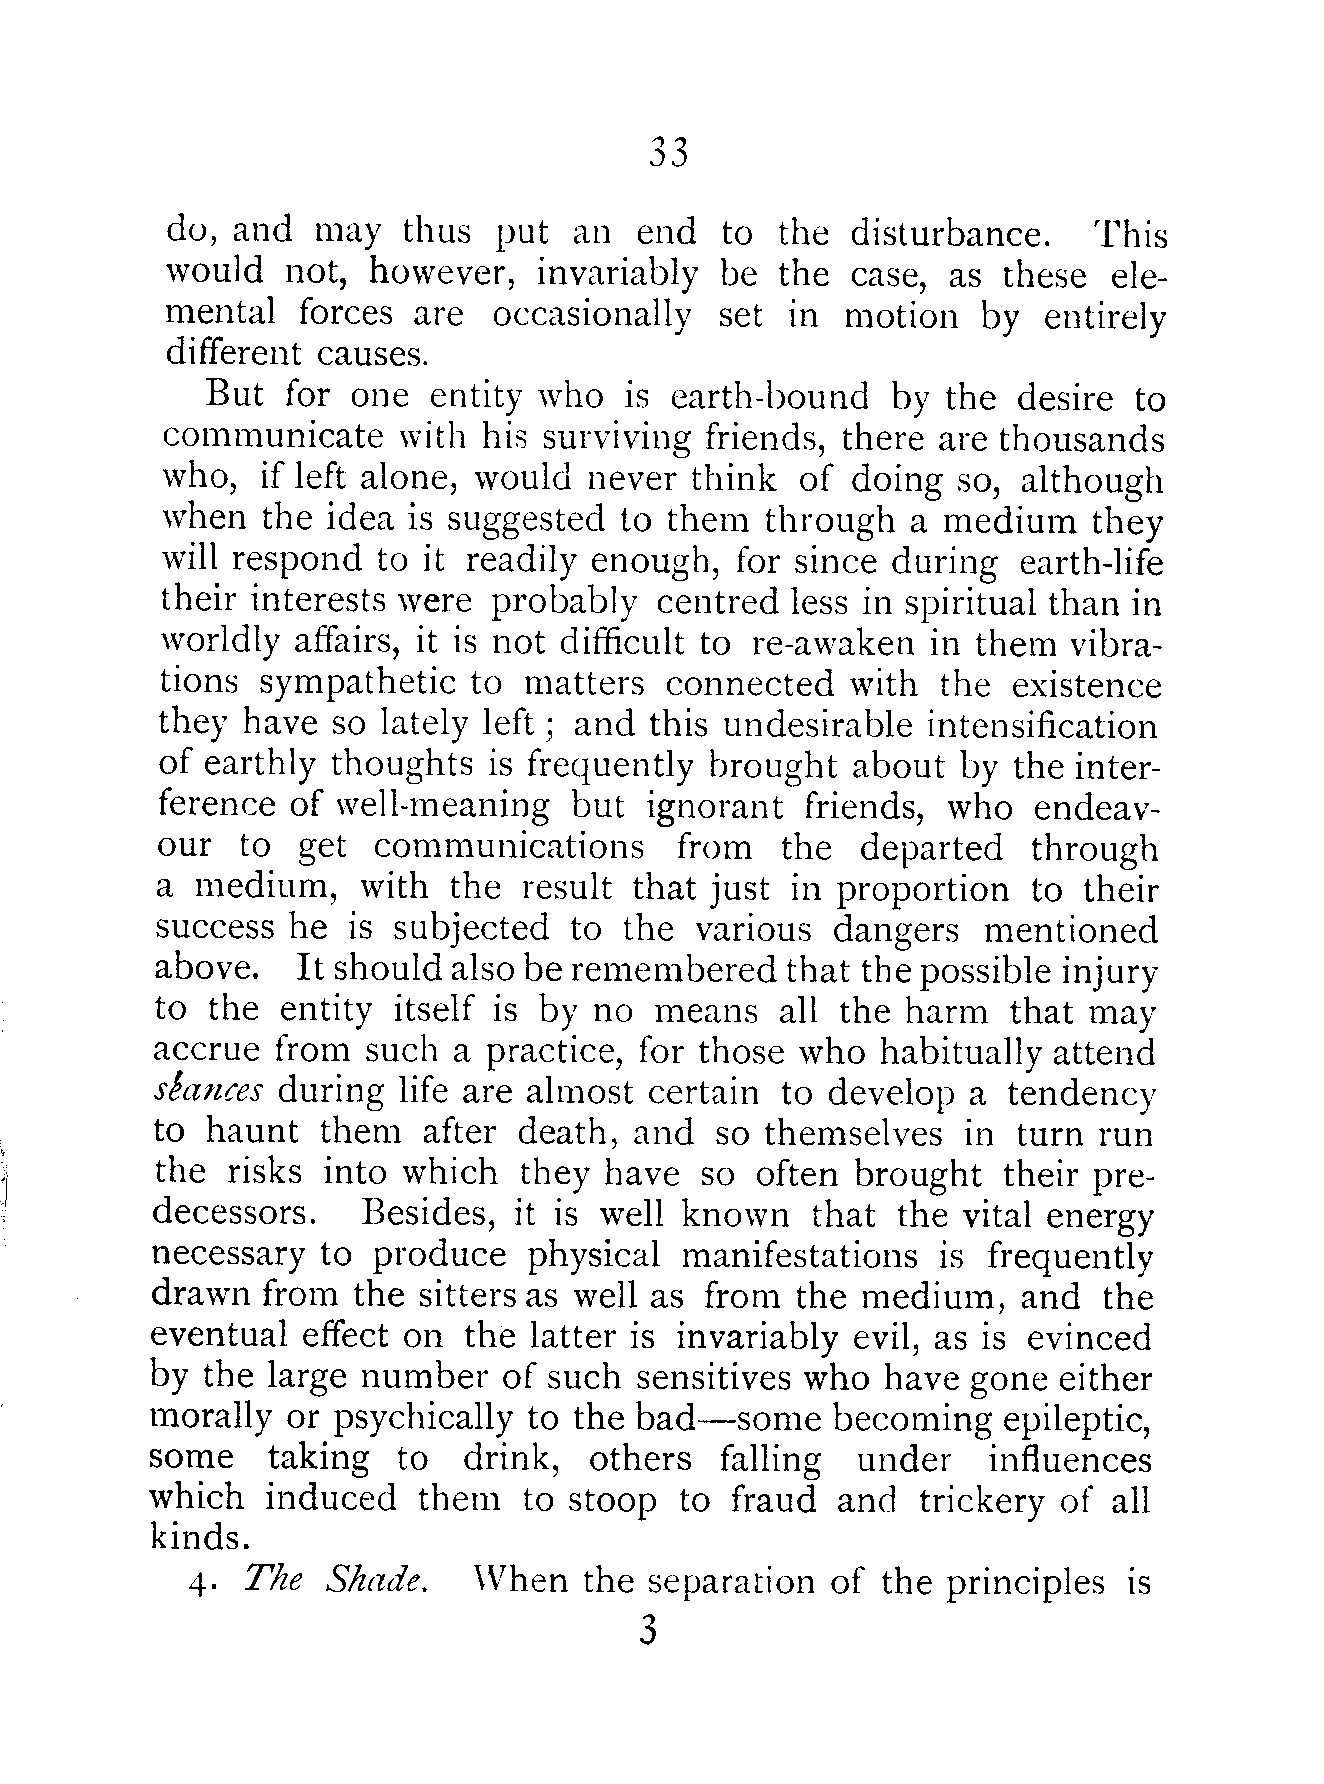 33
do, and may thus put an end to the disturbance. This
would not, however, invariably be the case, as these ele-
mental forces are occasionally set in motion by entirely
different causes.
But for one entity who is earth-bound by the desire to
communicate with his surviving friends, there are thousands
who, if left alone, would never think of doing so, although
when the idea is suggested to them through a medium they
will respond to it readily enough, for since during earth-life
their interests were probably centred less in spiritual than in
worldly affairs, it is not difficult to re-awaken in them vibra-
tions sympathetic to matters connected with the existence
they have so lately left ; and this undesirable intensification
of earthly thoughts is frequently brought about by the inter-
ference of well-meaning but ignorant friends, who endeav-
our to get communications from the departed through
a medium, with the result that just in proportion to their
success he is subjected to the various dangers mentioned
above. It should also be remembered that the possible injury
to the entity itself is by no means all the harm that may
accrue from such a practice, for those who habitually attend
séances during life are almost certain to develop a tendency
to haunt them after death, and so themselves in turn run
the risks into which they have so often brought their pre-
decessors. Besides, it is well known that the vital energy
necessary to produce physical manifestations is frequently
drawn from the sitters as well as from the medium, and the
eventual effect on the latter is invariably evil, as is evinced
by the large number of such sensitives who have gone either
morally or psychically to the bad—some becoming epileptic,
some taking to drink, others falling under influences
which induced them to stoop to fraud and trickery of all
kinds.
4. The Shade. When the separation of the principles is
3